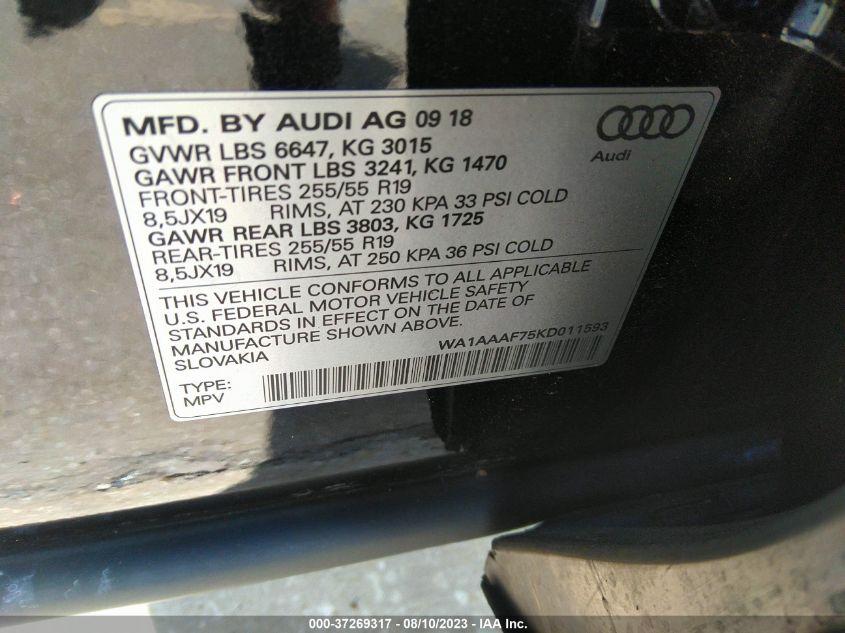 MFD. BY AUDI AG 09 18
GVWR LBS 6647, KG 3015
GAWR FRONT LBS 3241, KG 1470
FRONT-TIRES 255/55 R19
8,5JX19 RIMS, AT 230 KPA 33 PSI COLD
GAWR REAR LBS 3803, KG 1725
REAR-TIRES 255/55 R19
8,5JX19 RIMS, AT 250 KPA 36 PSI COLD
Audi
THIS VEHICLE CONFORMS TO ALL APPLICABLE
U.S. FEDERAL MOTOR VEHICLE SAFETY
STANDARDS IN EFFECT ON THE DATE OF
MANUFACTURE SHOWN ABOVE.
SLOVAKIA
WA1AAAF75KD011593
TYPE:
MPV
000-37269317 - 08/10/2023 - IAA Inc.